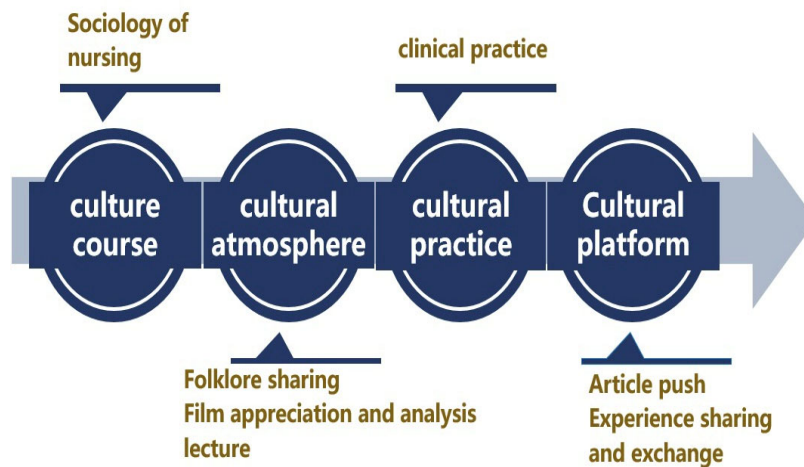 Sociology of
nursing
clinical practice
culture
course
cultural
atmosphere
cultural
practice
Cultural
platform
Folklore sharing
Film appreciation and analysis
lecture
Article push
Experience sharing
and exchange